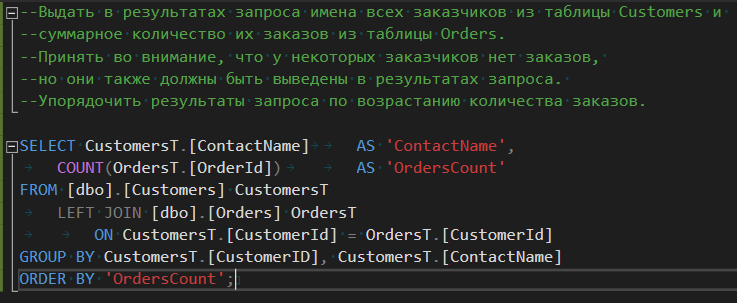 --Выдать в результатах запроса имена всех заказчиков из таблицы Customers и
--суммарное количество их заказов из таблицы Orders.
--Принять во внимание, что у некоторых заказчиков нет заказов,
--но они также должны быть выведены в результатах запроса.
--Упорядочить результаты запроса по возрастанию количества заказов.
SELECT CustomersT.[ContactName] AS 'ContactName',
COUNT(OrdersT.[OrderId]) AS 'OrdersCount'
FROM [dbo].[Customers] CustomersT
LEFT JOIN [dbo].[Orders] OrdersT
ON CustomersT.[CustomerId] = OrdersT.[CustomerId]
GROUP BY CustomersT.[CustomerID], CustomersT.[ContactName]
ORDER BY 'OrdersCount';